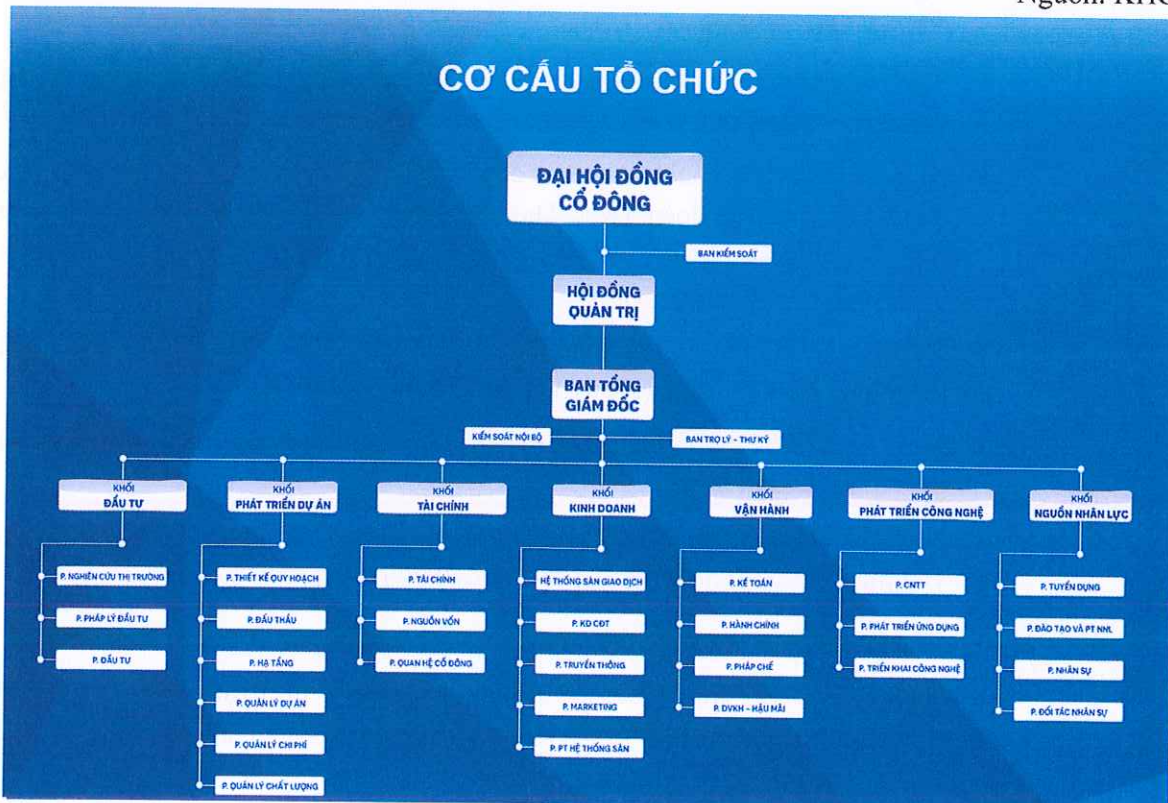 Nguồn:
CƠ CẤU TỔ CHỨC
ĐẠI HỘI ĐỒNG
CỔ ĐÔNG
BAN KIỂM SOÁT
HỘI ĐỒNG
QUẢN TRỊ
BAN TỔNG
GIÁM ĐỐC
KIỂM SOÁT NỘI BỘ
BAN TRỢ LÝ - THƯ KÝ
KHỐI
ĐẦU TƯ
KHỐI
PHÁT TRIỂN DỰ ÁN
KHỐI
TÀI CHÍNH
KHỐI
KINH DOANH
KHỐI
VẬN HÀNH
KHỐI
PHÁT TRIỂN CÔNG NGHỆ
KHỐI
NGUỒN NHÂN LỰC
P. NGHIÊN CỨU THỊ TRƯỜNG
P. PHÁP LÝ ĐẦU TƯ
P. ĐẦU TƯ
P. THIẾT KẾ QUY HOẠCH
P. ĐẤU THẦU
P. HẠ TẦNG
P. QUẢN LÝ DỰ ÁN
P. QUẢN LÝ CHI PHÍ
P. QUẢN LÝ CHẤT LƯỢNG
P. TÀI CHÍNH
P. NGUỒN VỐN
P. QUAN HỆ CỔ ĐÔNG
HỆ THỐNG SÀN GIAO DỊCH
P. KD CĐT
P. TRUYỀN THÔNG
P. MARKETING
P. PT HỆ THỐNG SÀN
P. KẾ TOÁN
P. HÀNH CHÍNH
P. PHÁP CHẾ
P. DVKH - HẬU MÃI
P. CNTT
P. PHÁT TRIỂN ỨNG DỤNG
P. TRIỂN KHAI CÔNG NGHỆ
P. TUYỂN DỤNG
P. ĐÀO TẠO VÀ PT NNL
P. NHÂN SỰ
P. ĐỐI TÁC NHÂN SỰ